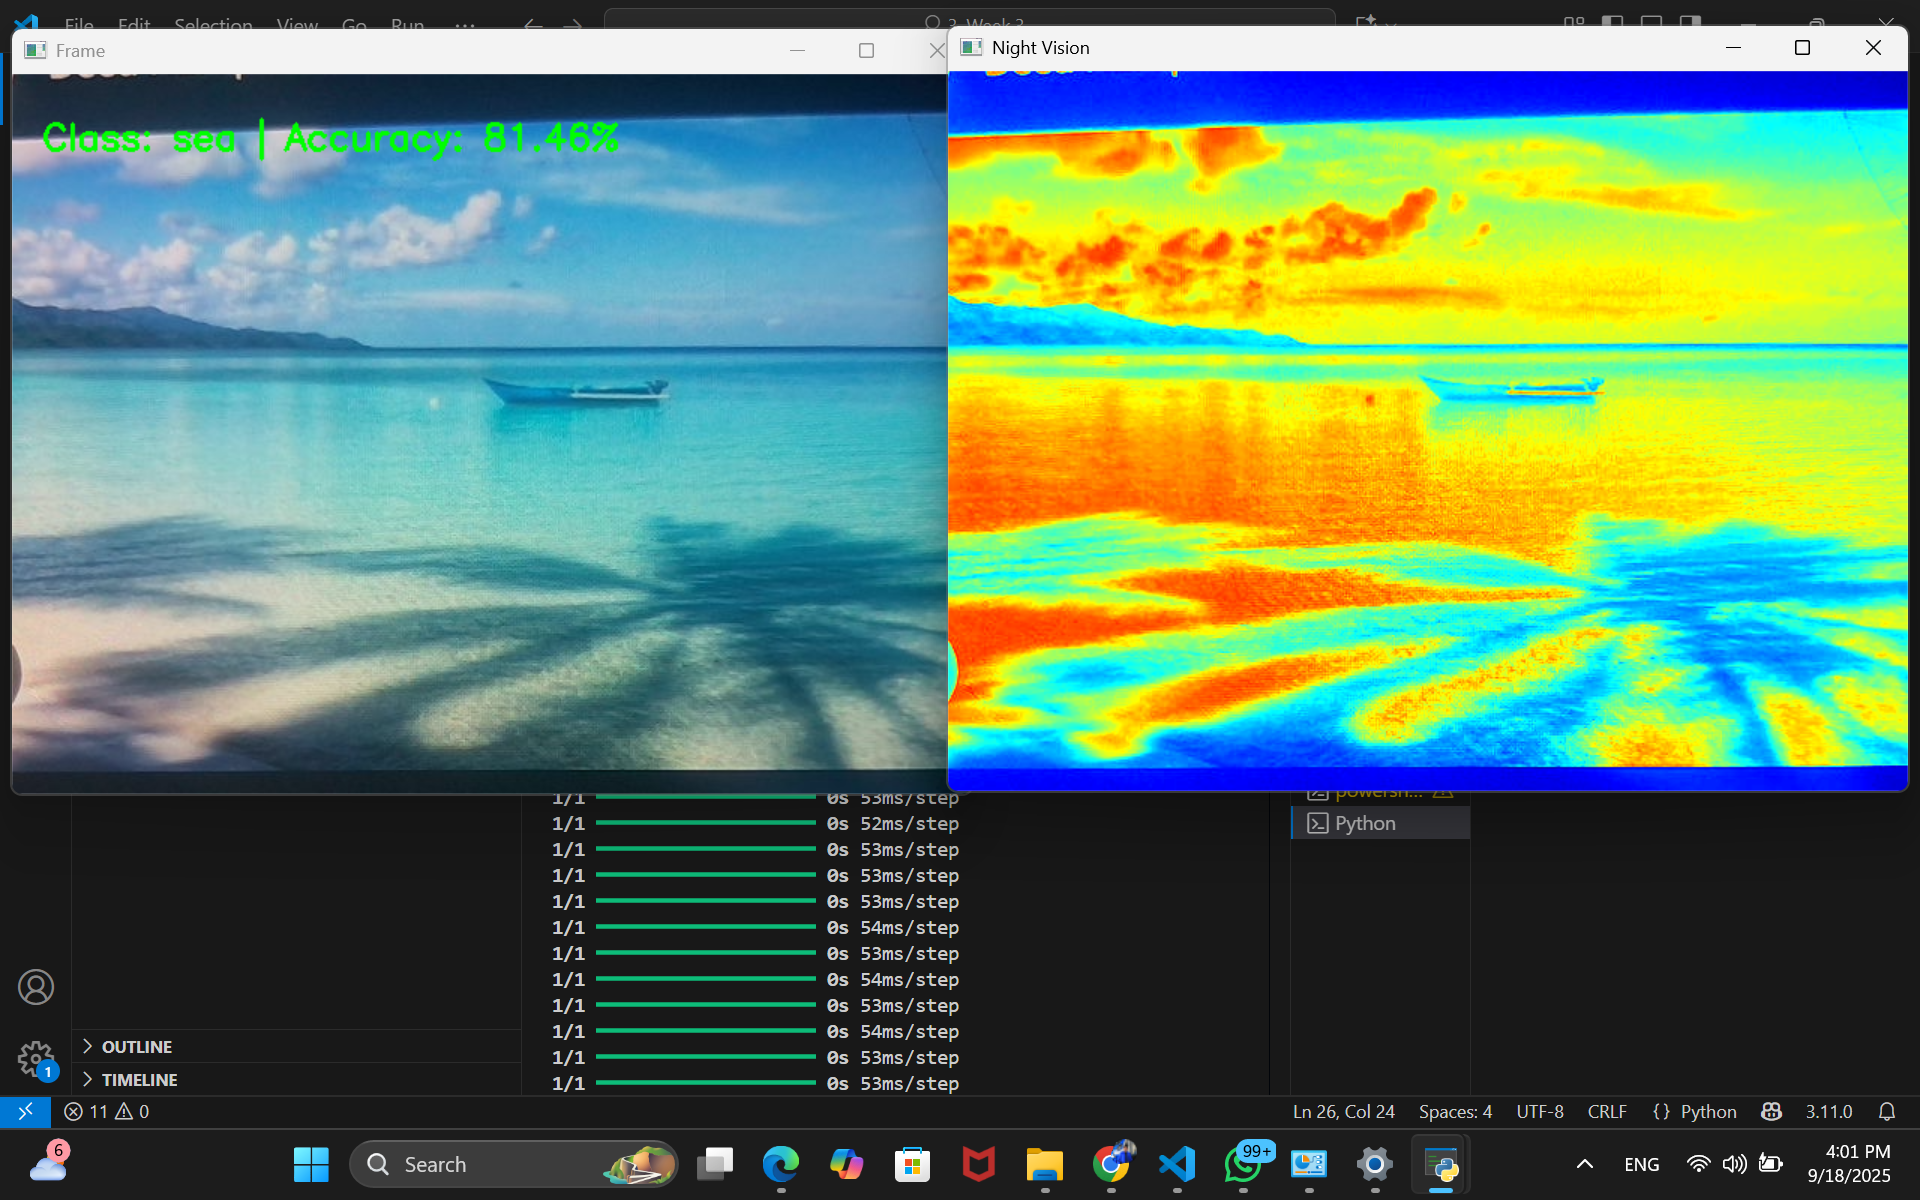 File Edit Selection View Go Run ...
3. Week 3
Frame
Night Vision
Class: sea | Accuracy: 81.46%
1/1 0s 53ms/step
1/1 0s 52ms/step
1/1 0s 53ms/step
1/1 0s 53ms/step
1/1 0s 53ms/step
1/1 0s 54ms/step
1/1 0s 53ms/step
1/1 0s 54ms/step
1/1 0s 53ms/step
1/1 0s 54ms/step
1/1 0s 53ms/step
1/1 0s 53ms/step
powersh...
Python
OUTLINE
TIMELINE
1
11 0
Ln 26, Col 24 Spaces: 4 UTF-8 CRLF {} Python 3.11.0
6
Search
99+
ENG
4:01 PM
9/18/2025